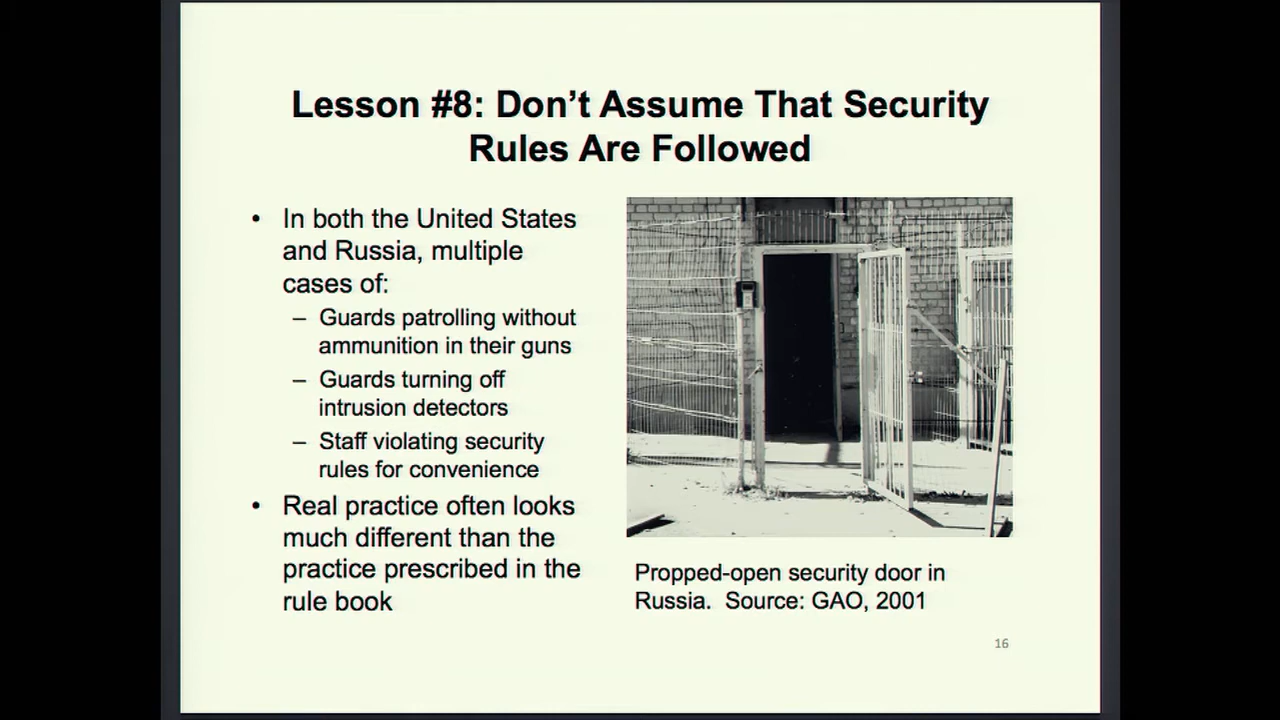 Lesson #8: Don't Assume That Security
Rules Are Followed
• In both the United States
and Russia, multiple
cases of:
– Guards patrolling without
ammunition in their guns
– Guards turning off
intrusion detectors
– Staff violating security
rules for convenience
• Real practice often looks
much different than the
practice prescribed in the
rule book
Propped-open security door in
Russia. Source: GAO, 2001
16